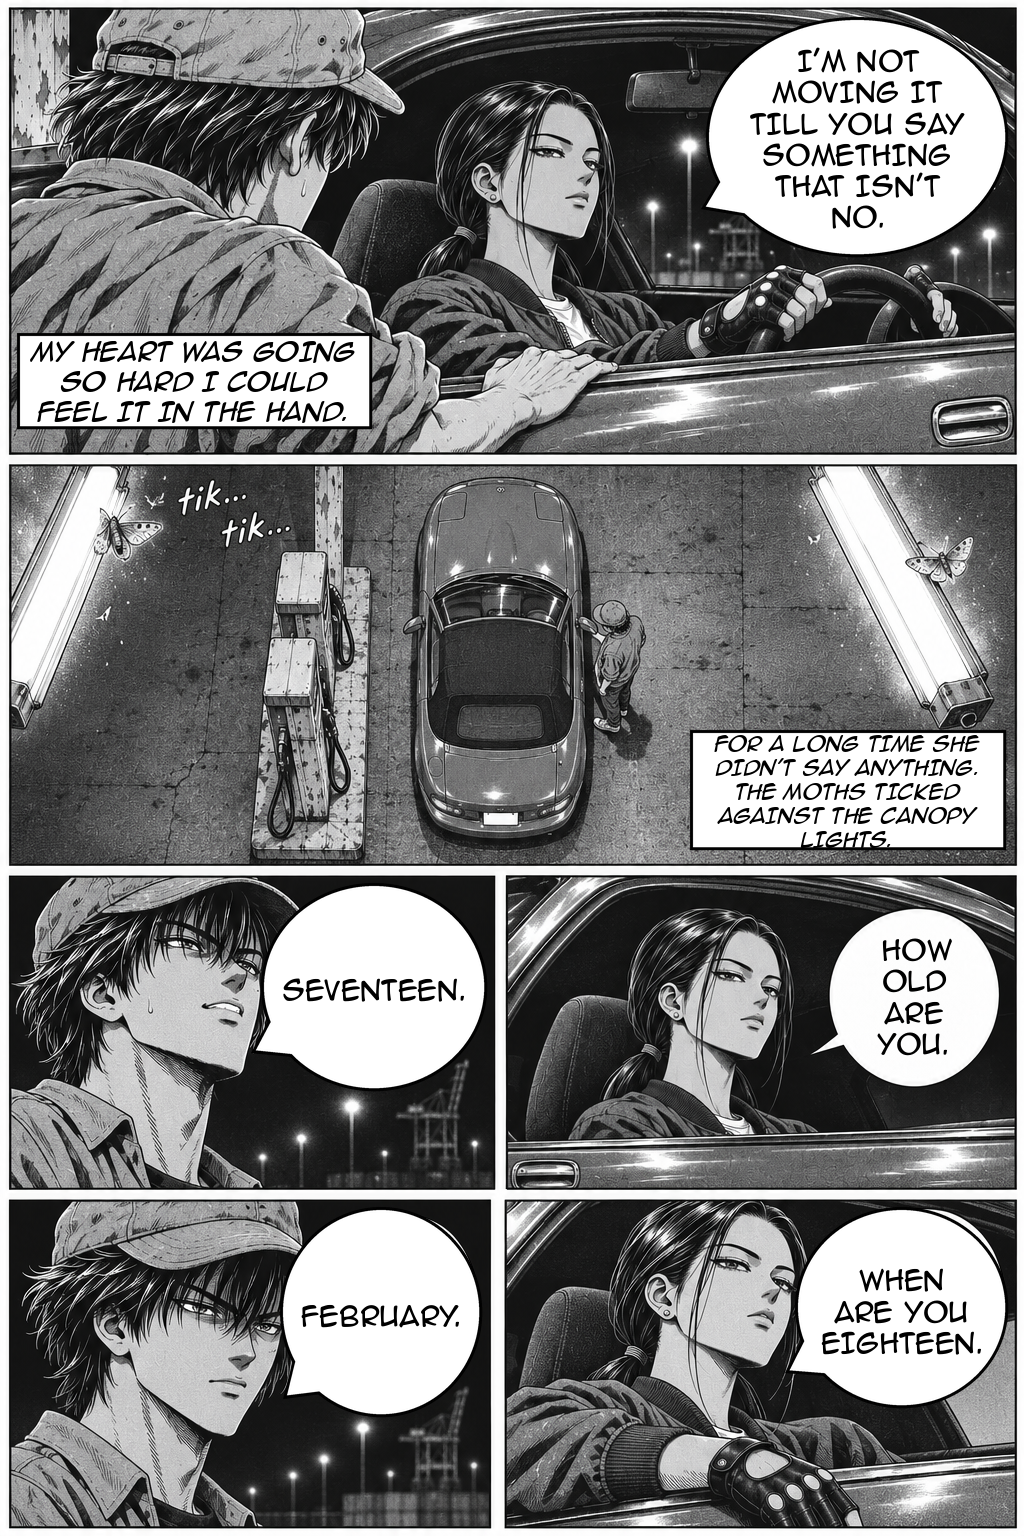 I'M NOT
MOVING IT
TILL YOU SAY
SOMETHING
THAT ISN'T
NO.
MY HEART WAS GOING
SO HARD I COULD
FEEL IT IN THE HAND.
tik...
tik...
FOR A LONG TIME SHE
DIDN'T SAY ANYTHING.
THE MOTHS TICKED
AGAINST THE CANOPY
LIGHTS.
HOW
OLD
ARE
YOU.
SEVENTEEN.
WHEN
ARE YOU
EIGHTEEN.
FEBRUARY.